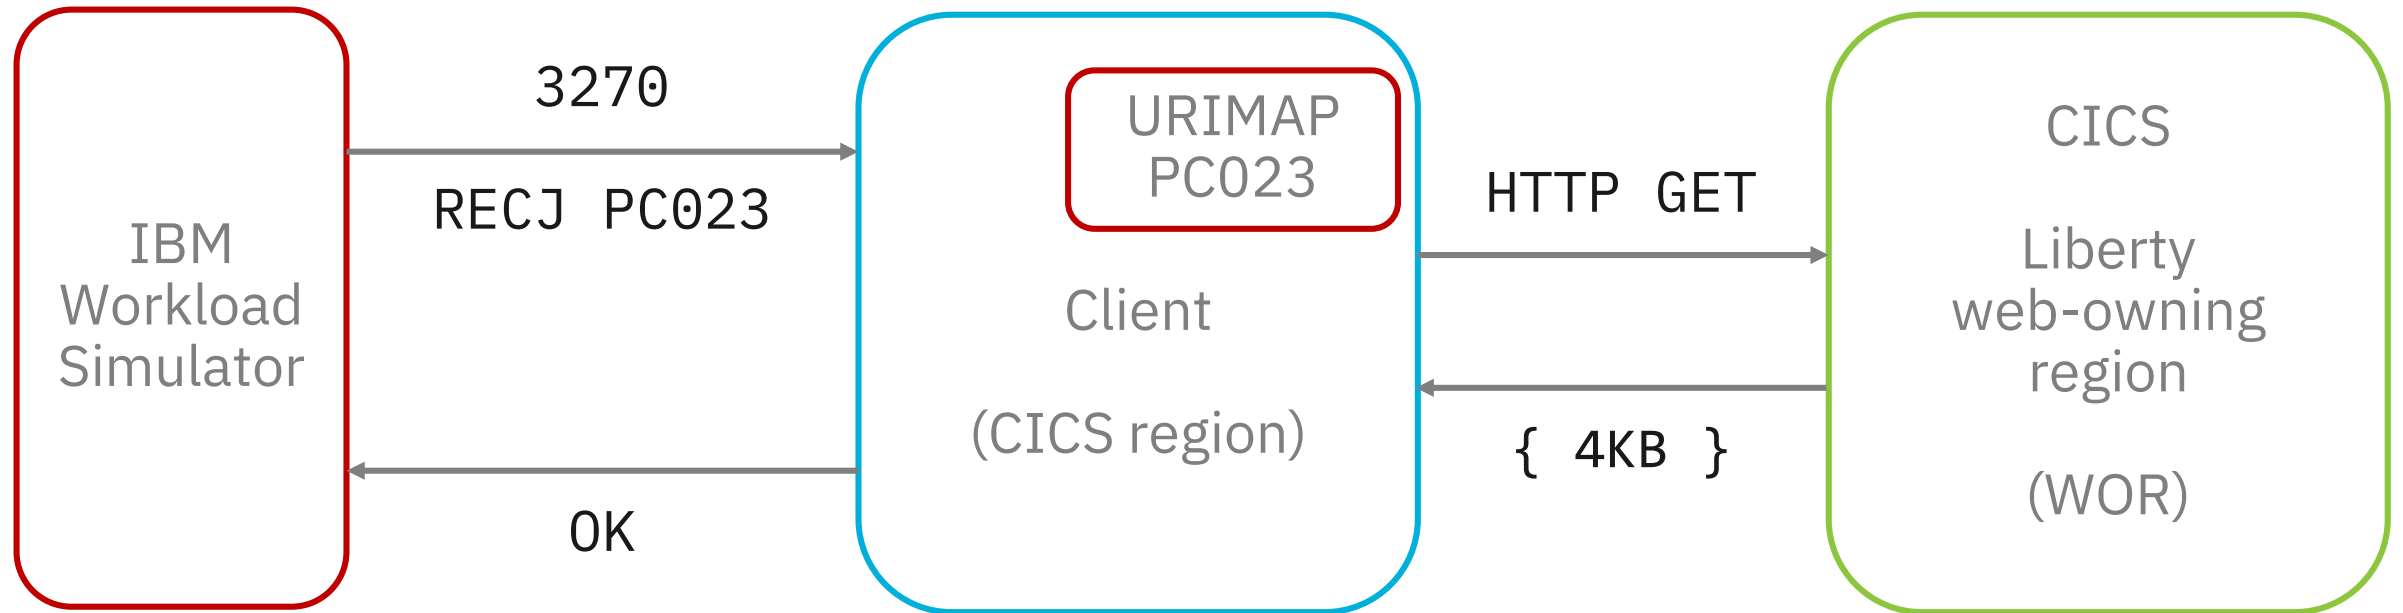 IBM
Workload
Simulator
3270
RECJ PC023
OK
URIMAP
PC023
Client
(CICS region)
HTTP GET
{ 4KB }
CICS
Liberty
web-owning
region
(WOR)